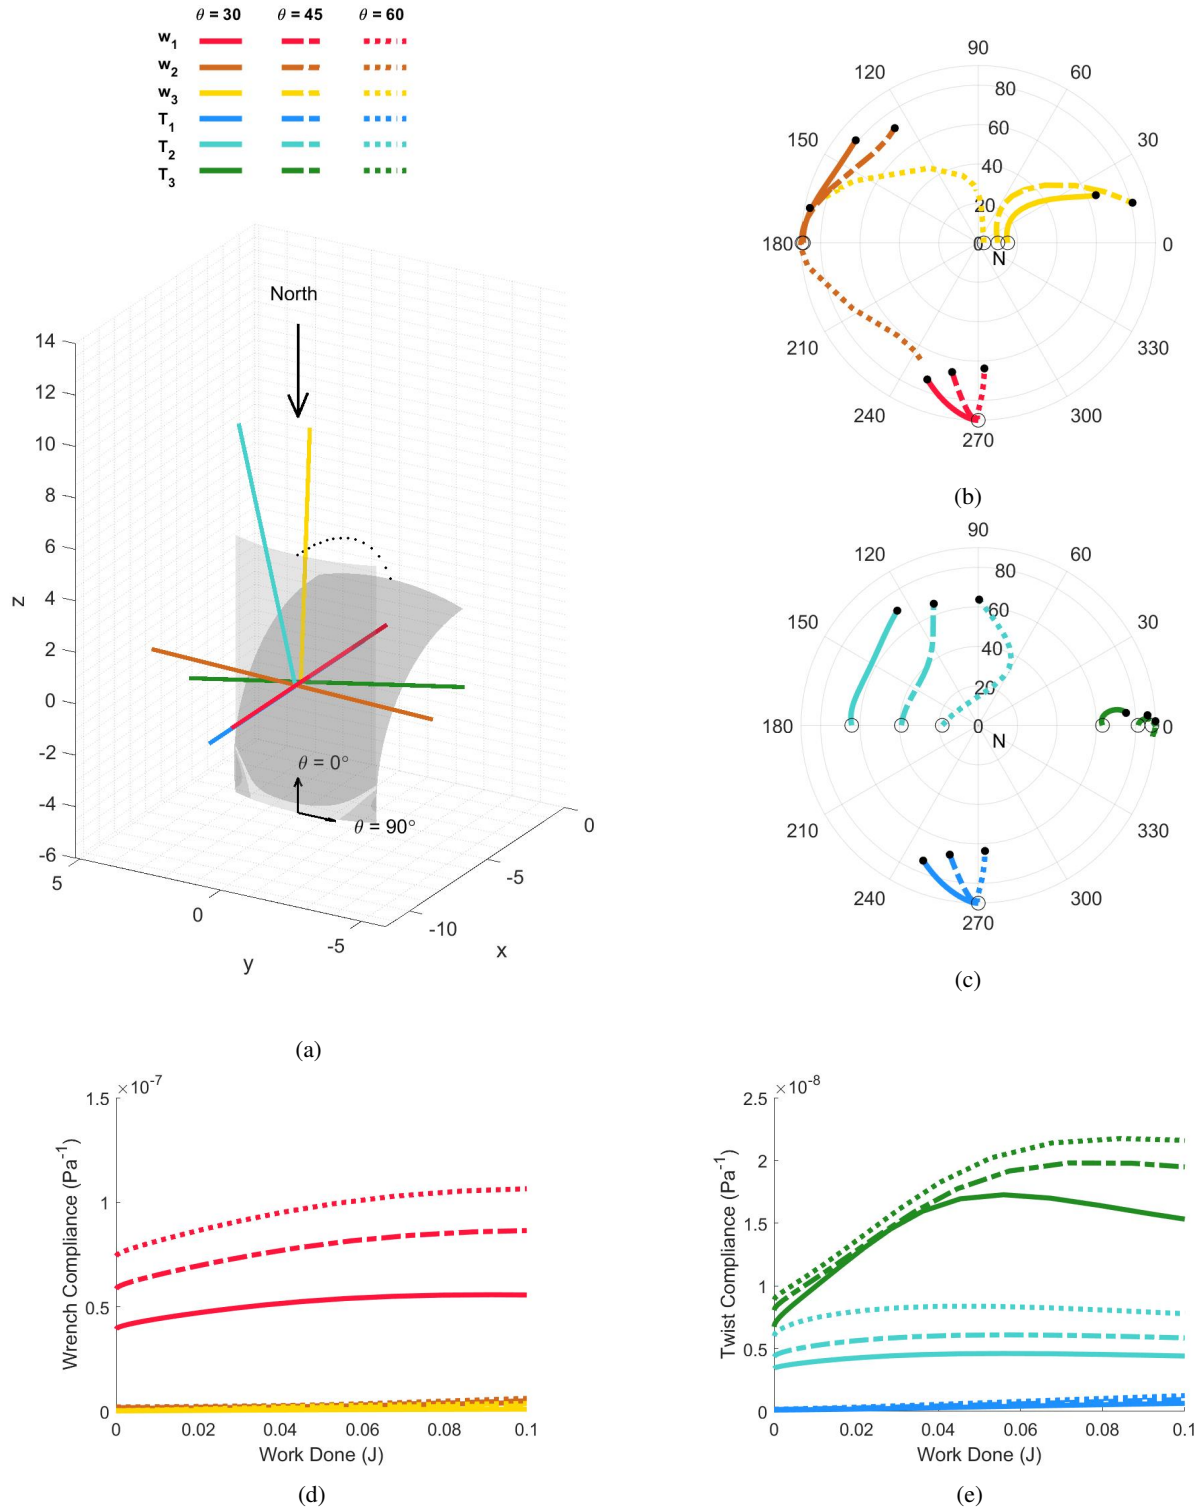 θ = 30 θ = 45 θ = 60
w1
w2
w3
T1
T2
T3
North
14
12
10
8
6
4
2
0
-2
-4
-6
z
θ = 0°
θ = 90°
5
0
-5
y
-10
-5
0
x
(a)
90
120 60
80
60
150 30
40
20
180 0 N 0
210 330
240 300
270
(b)
90
120 60
80
60
150 30
40
20
180 0 N 0
210 330
240 300
270
(c)
×10-7
1.5
1
0.5
0
Wrench Compliance (Pa-1)
0 0.02 0.04 0.06 0.08 0.1
Work Done (J)
(d)
×10-8
2.5
2
1.5
1
0.5
0
Twist Compliance (Pa-1)
0 0.02 0.04 0.06 0.08 0.1
Work Done (J)
(e)